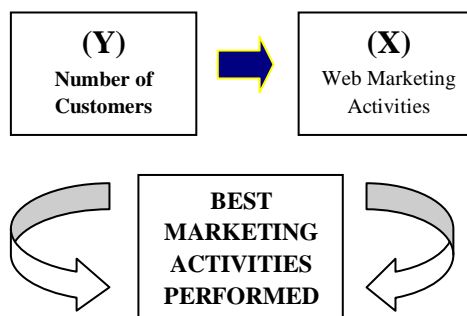 (Y)
Number of
Customers
(X)
Web Marketing
Activities
BEST
MARKETING
ACTIVITIES
PERFORMED